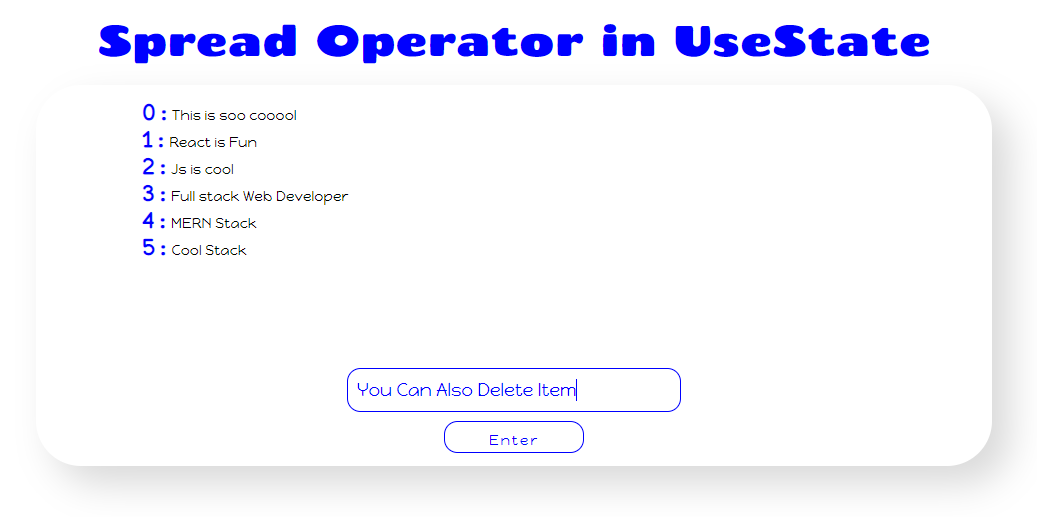 Spread Operator in UseState
0 : This is soo cooool
1 : React is Fun
2 : Js is cool
3 : Full stack Web Developer
4 : MERN Stack
5 : Cool Stack
You Can Also Delete Item
Enter